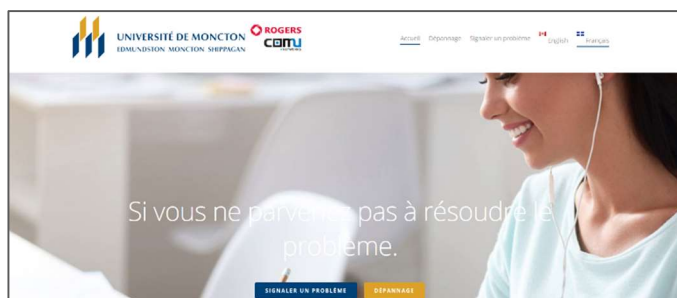 UNIVERSITÉ DE MONCTON
EDMUNDSTON MONCTON SHIPPAGAN
ROGERS
COMU
Accueil Dépannage Signaler un problème English Français
Si vous ne parvenez pas à résoudre le
problème.
SIGNALER UN PROBLÈME DÉPANNAGE